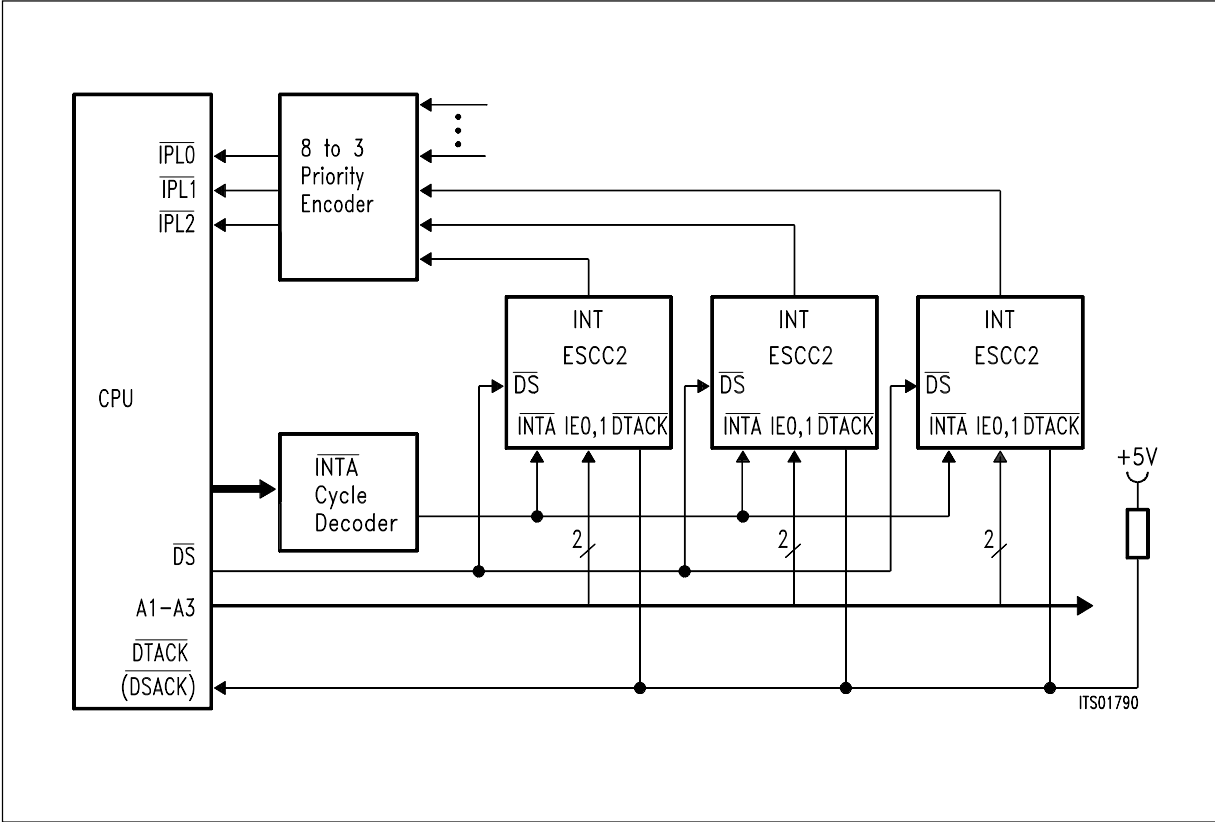 IPL0
IPL1
IPL2
CPU
DS
A1-A3
DTACK
(DSACK)
8 to 3
Priority
Encoder
INTA
Cycle
Decoder
INT
ESCC2
DS
INTA IE0,1 DTACK
INT
ESCC2
DS
INTA IE0,1 DTACK
INT
ESCC2
DS
INTA IE0,1 DTACK
2
2
2
+5V
ITS01790